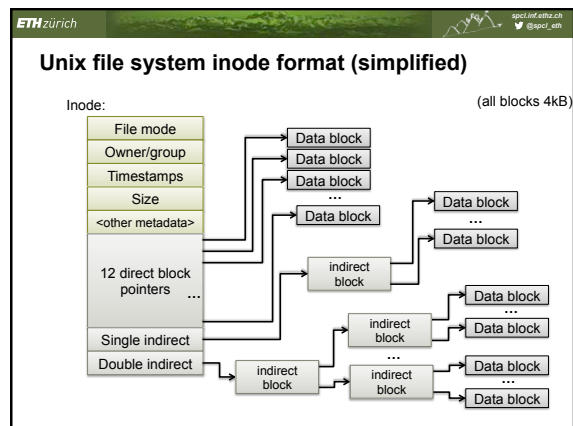 ETH zürich
spcl.inf.ethz.ch
@spcl_eth
Unix file system inode format (simplified)
Inode:
(all blocks 4kB)
File mode
Owner/group
Timestamps
Size
<other metadata>
12 direct block
pointers
...
Single indirect
Double indirect
Data block
Data block
Data block
...
Data block
indirect
block
Data block
...
Data block
indirect
block
indirect
block
...
indirect
block
Data block
...
Data block
Data block
...
Data block